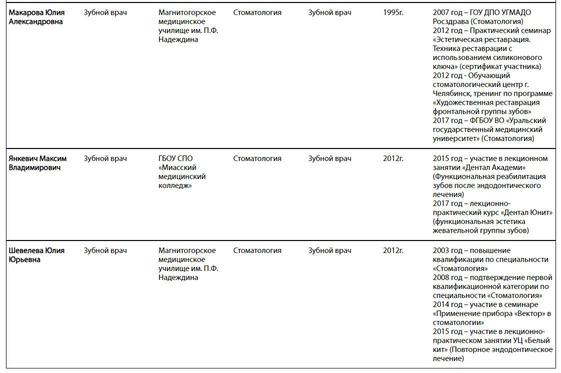 Макарова Юлия
Александровна
Зубной врач
Магнитогорское
медицинское
училище им. П.Ф.
Надеждина
Стоматология
Зубной врач
1995г.
2007 год – ГОУ ДПО УГМАДО
Росздрава (Стоматология)
2012 год – Практический семинар
«Эстетическая реставрация.
Техника реставрации с
использованием силиконового
ключа» (сертификат участника)
2012 год - Обучающий
стоматологический центр г.
Челябинск, тренинг по программе
«Художественная реставрация
фронтальной группы зубов»
2017 год – ФГБОУ ВО «Уральский
государственный медицинский
университет» (Стоматология)
Янкевич Максим
Владимирович
Зубной врач
ГБОУ СПО
«Миасский
медицинский
колледж»
Стоматология
Зубной врач
2012г.
2015 год – участие в лекционном
занятии «Дентал Академи»
(Функциональная реабилитация
зубов после эндодонтического
лечения)
2017 год – лекционно-
практический курс «Дентал Юнит»
(функциональная эстетика
жевательной группы зубов)
Шевелева Юлия
Юрьевна
Зубной врач
Магнитогорское
медицинское
училище им. П.Ф.
Надеждина
Стоматология
Зубной врач
2012г.
2003 год – повышение
квалификации по специальности
«Стоматология»
2008 год – подтверждение первой
квалификационной категории по
специальности «Стоматология»
2014 год – участие в семинаре
«Применение прибора «Вектор» в
стоматологии»
2015 год – участие в лекционно-
практическом занятии УЦ «Белый
кит» (Повторное эндодонтическое
лечение)